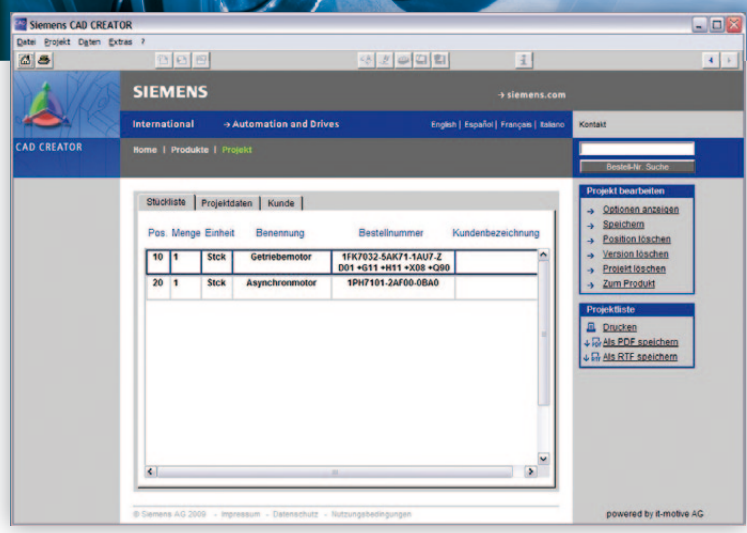 Siemens CAD CREATOR
Datei Projekt Daten Extras ?
SIEMENS
→ siemens.com
International → Automation and Drives English | Español | Français | Italiano Kontakt
CAD CREATOR
Home | Produkte | Projekt
Bestell-Nr. Suche
Stückliste Projektdaten Kunde
Pos. Menge Einheit Benennung Bestellnummer Kundenbezeichnung
10 1 Stck Getriebemotor 1FK7032-5AK71-1AU7-Z
D01 +G11 +H11 +X08 +Q90
20 1 Stck Asynchronmotor 1PH7101-2AF00-0BA0
Projekt bearbeiten
→ Optionen anzeigen
→ Speichern
→ Position löschen
→ Version löschen
→ Projekt löschen
→ Zum Produkt
Projektliste
Drucken
Als PDF speichern
Als RTF speichern
© Siemens AG 2009 - Impressum - Datenschutz - Nutzungsbedingungen
powered by it-motive AG